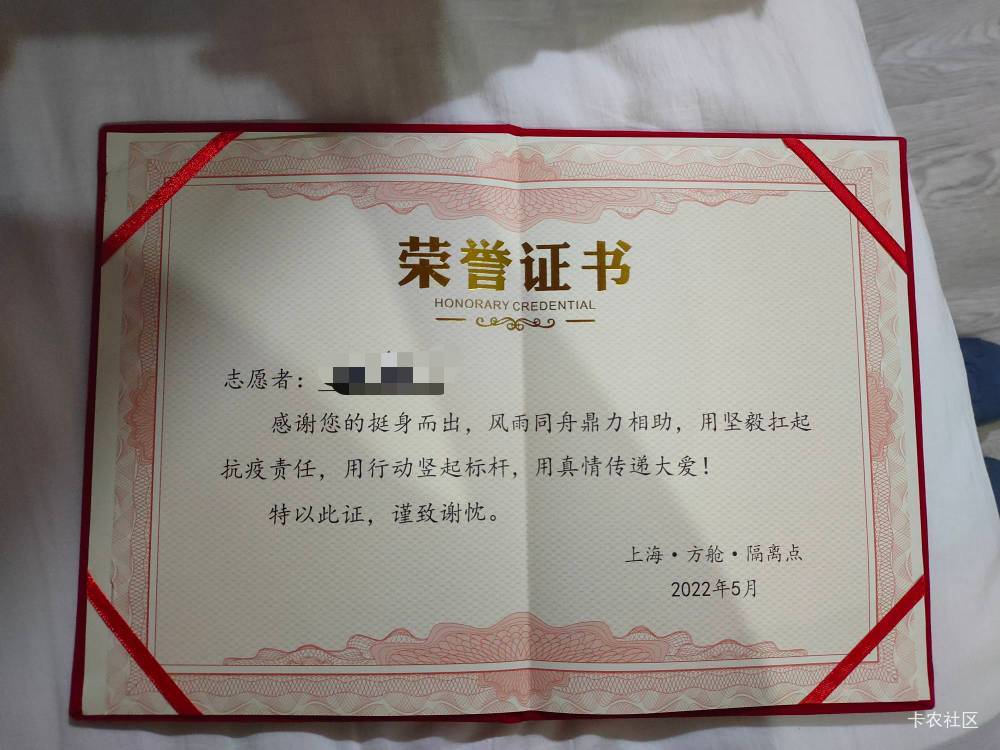 荣誉证书
HONORARY CREDENTIAL
志愿者：
感谢您的挺身而出，风雨同舟鼎力相助，用坚毅扛起
抗疫责任，用行动竖起标杆，用真情传递大爱！
特以此证，谨致谢忱。
上海·方舱·隔离点
2022年5月
卡农社区